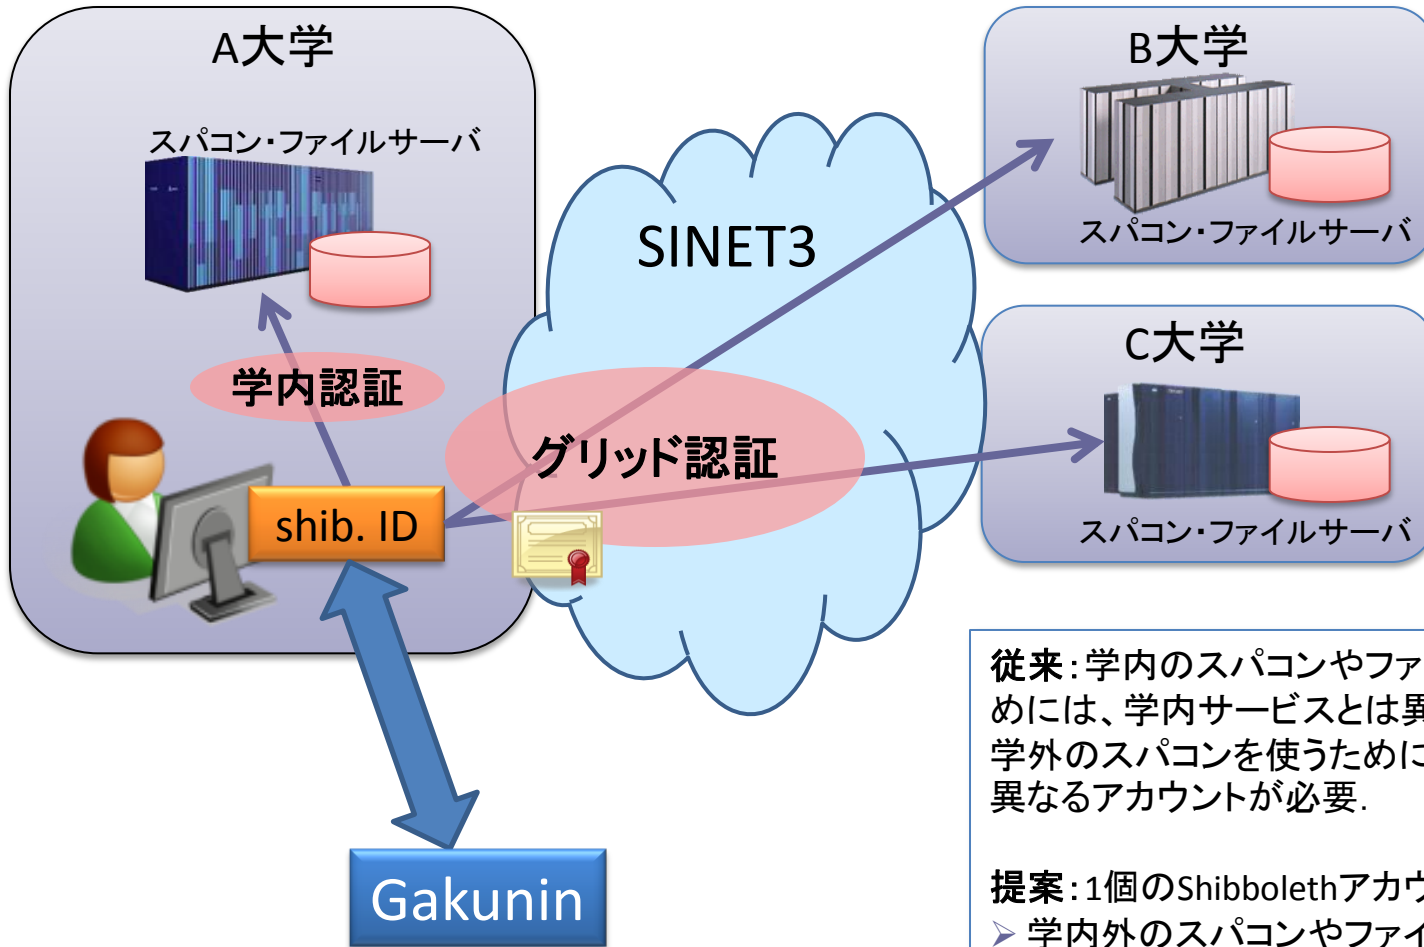 A大学
スパコン・ファイルサーバ
学内認証
shib. ID
グリッド認証
SINET3
B大学
スパコン・ファイルサーバ
C大学
スパコン・ファイルサーバ
Gakunin
従来:学内のスパコンやファ
めには、学内サービスとは異
学外のスパコンを使うために
異なるアカウントが必要.
提案:1個のShibbolethアカウ
➢ 学内外のスパコンやファイ